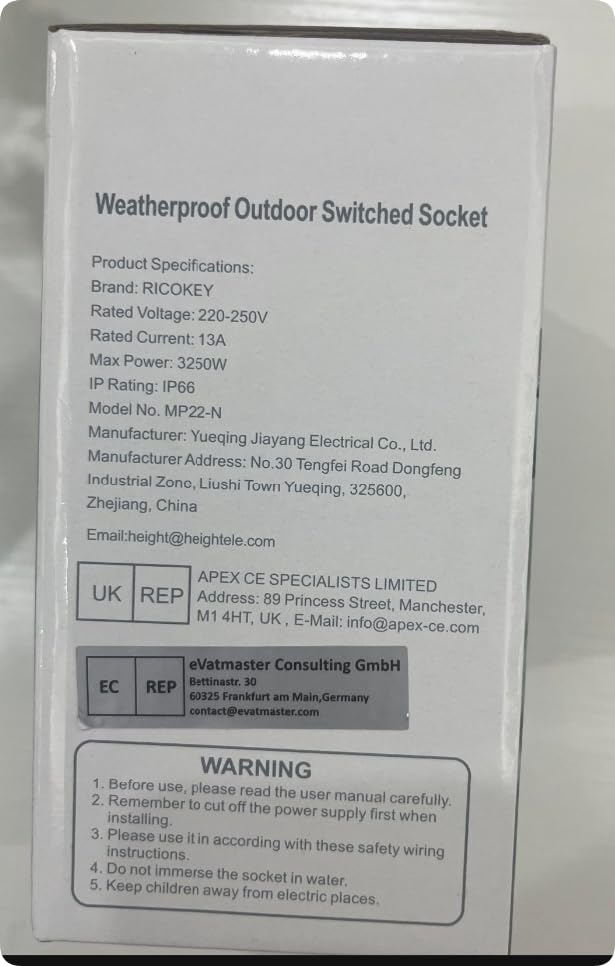 Weatherproof Outdoor Switched Socket
Product Specifications:
Brand: RICOKEY
Rated Voltage: 220-250V
Rated Current: 13A
Max Power: 3250W
IP Rating: IP66
Model No. MP22-N
Manufacturer: Yueqing Jiayang Electrical Co., Ltd.
Manufacturer Address: No.30 Tengfei Road Dongfeng
Industrial Zone, Liushi Town Yueqing, 325600,
Zhejiang, China
Email:height@heightele.com
UK REP
APEX CE SPECIALISTS LIMITED
Address: 89 Princess Street, Manchester,
M1 4HT, UK , E-Mail: info@apex-ce.com
EC REP
eVatmaster Consulting GmbH
Bettinastr. 30
60325 Frankfurt am Main,Germany
contact@evatmaster.com
WARNING
1. Before use, please read the user manual carefully.
2. Remember to cut off the power supply first when
installing.
3. Please use it in according with these safety wiring
instructions.
4. Do not immerse the socket in water.
5. Keep children away from electric places.